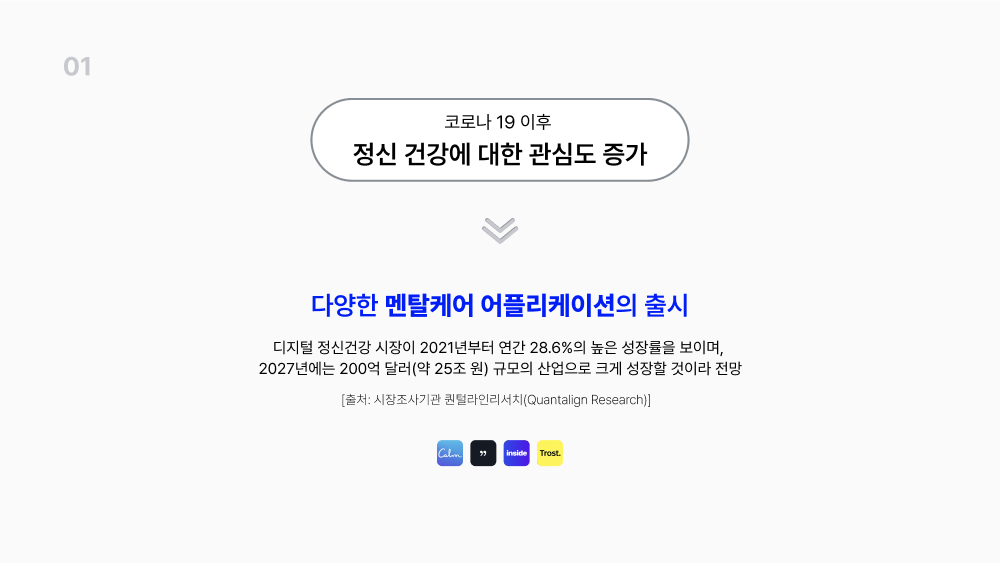 01
코로나 19 이후
정신 건강에 대한 관심도 증가
다양한 멘탈케어 어플리케이션의 출시
디지털 정신건강 시장이 2021년부터 연간 28.6%의 높은 성장률을 보이며,
2027년에는 200억 달러(약 25조 원) 규모의 산업으로 크게 성장할 것이라 전망
[출처: 시장조사기관 퀀털라인리서치(Quantalign Research)]
Calm
inside
Trost.